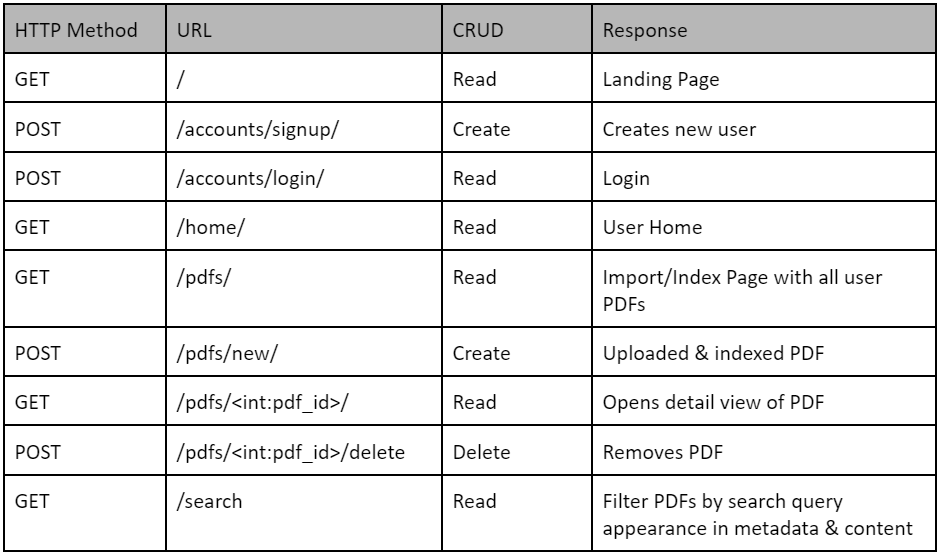 HTTP Method URL CRUD Response
GET / Read Landing Page
POST /accounts/signup/ Create Creates new user
POST /accounts/login/ Read Login
GET /home/ Read User Home
GET /pdfs/ Read Import/Index Page with all user
PDFs
POST /pdfs/new/ Create Uploaded & indexed PDF
GET /pdfs/<int:pdf_id>/ Read Opens detail view of PDF
POST /pdfs/<int:pdf_id>/delete Delete Removes PDF
GET /search Read Filter PDFs by search query
appearance in metadata & content